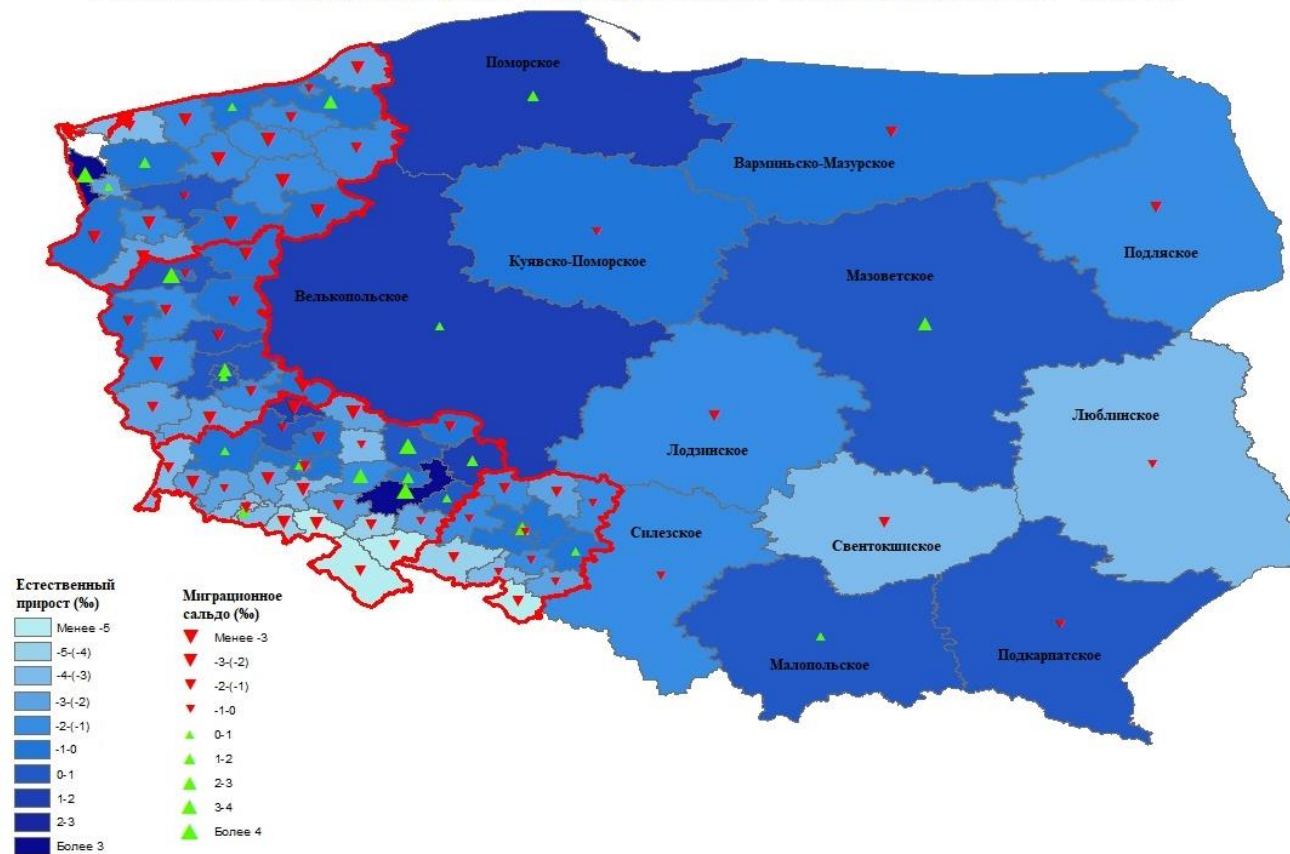 Поморское
Варминьско-Мазурское
Подляское
Куявско-Поморское
Мазоветское
Велькопольское
Люблинское
Лодзинское
Силезское
Свентокшиское
Малопольское
Подкарпатское
Естественный
прирост (‰)
Менее -5
-5-(-4)
-4-(-3)
-3-(-2)
-2-(-1)
-1-0
0-1
1-2
2-3
Более 3
Миграционное
сальдо (‰)
Менее -3
-3-(-2)
-2-(-1)
-1-0
0-1
1-2
2-3
3-4
Более 4